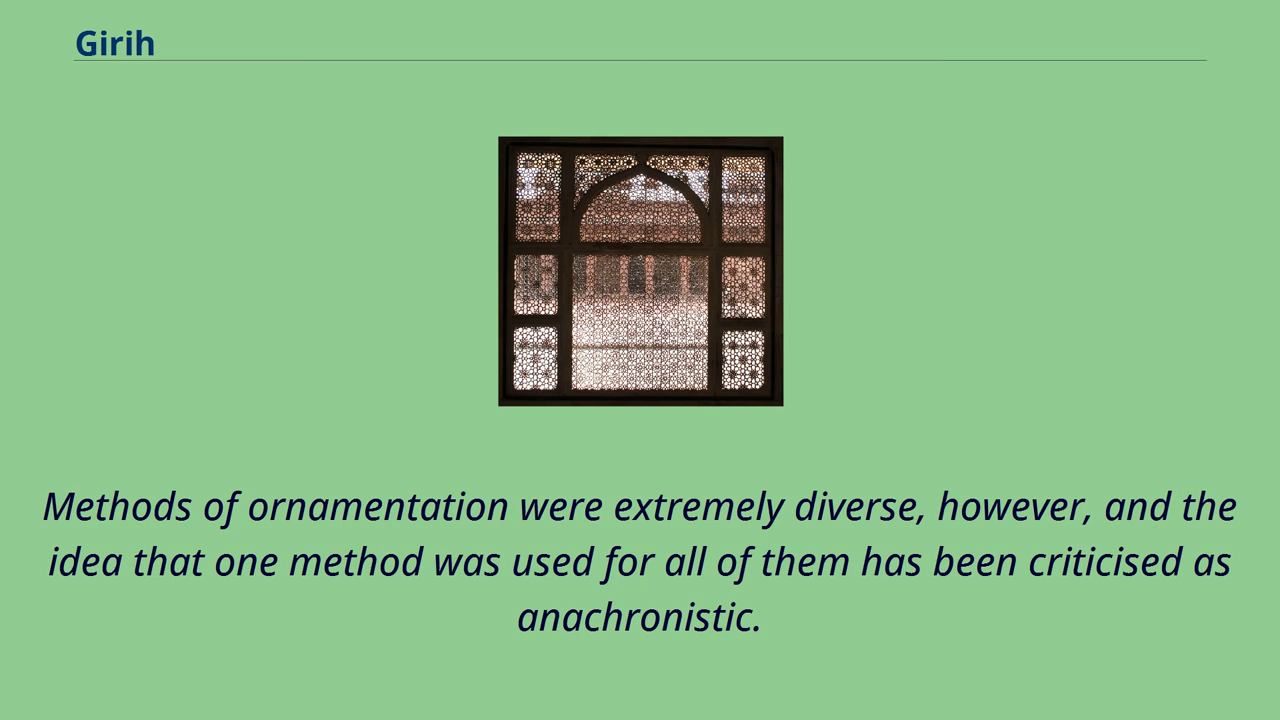 Girih
Methods of ornamentation were extremely diverse, however, and the
idea that one method was used for all of them has been criticised as
anachronistic.